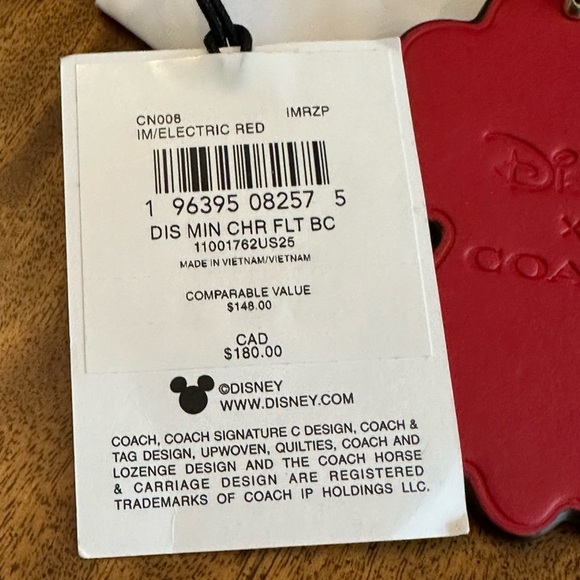 CN008 IMRZP
IM/ELECTRIC RED
1 96395 08257 5
DIS MIN CHR FLT BC
11001762US25
MADE IN VIETNAM/VIETNAM
COMPARABLE VALUE
$148.00
CAD
$180.00
©DISNEY
WWW.DISNEY.COM
COACH, COACH SIGNATURE C DESIGN, COACH &
TAG DESIGN, UPWOVEN, QUILTIES, COACH AND
LOZENGE DESIGN AND THE COACH HORSE
& CARRIAGE DESIGN ARE REGISTERED
TRADEMARKS OF COACH IP HOLDINGS LLC.
Dis
×
COA